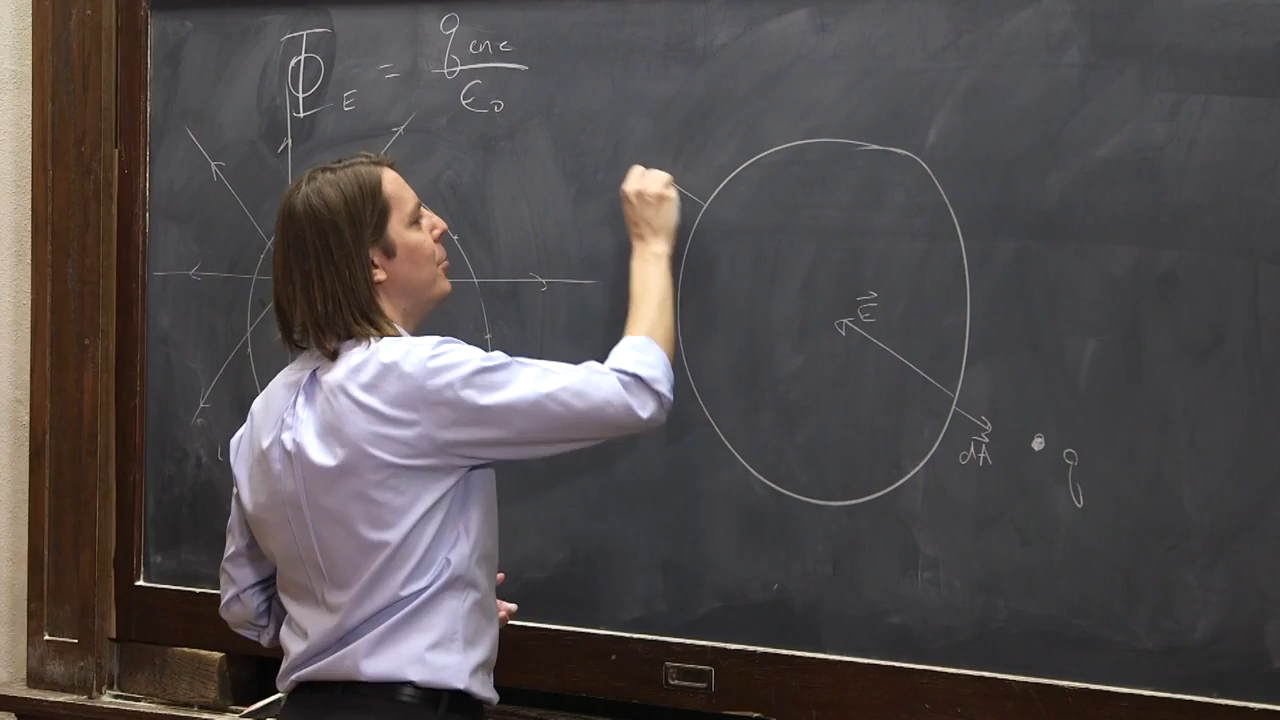 Φ_E = q_enc / ε₀
E⃗
dA⃗
q